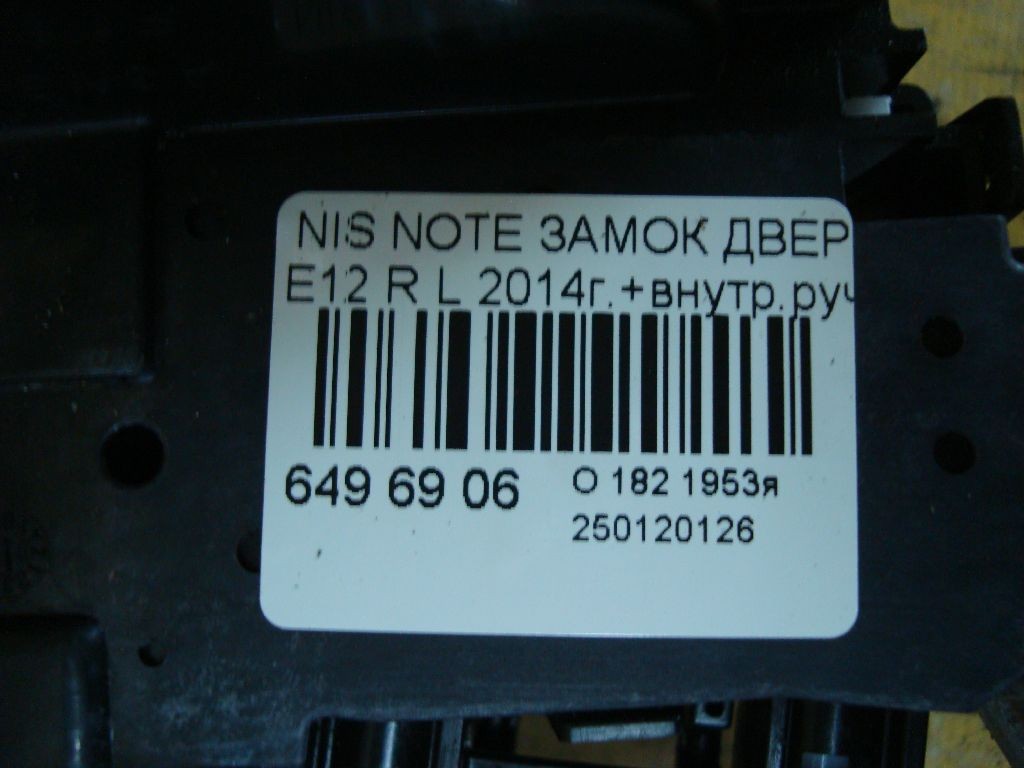 NIS NOTE ЗАМОК ДВЕР
E12 R L 2014г.+внутр.руч
649 69 06
О 182 1953я
250120126